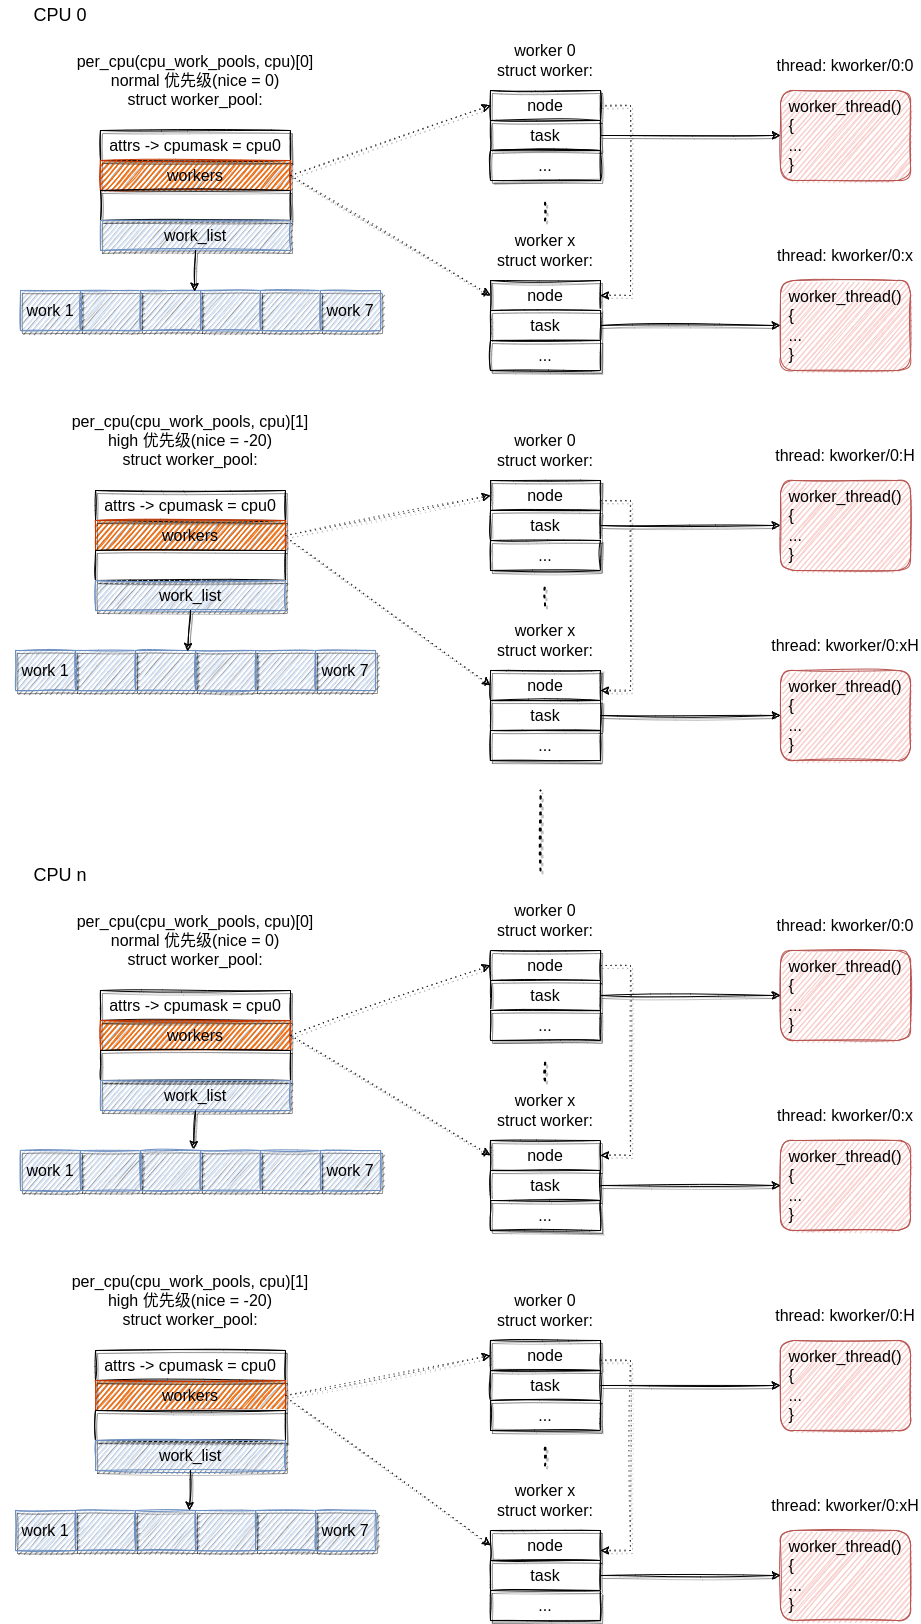 CPU 0
per_cpu(cpu_work_pools, cpu)[0]
normal 优先级(nice = 0)
struct worker_pool:
attrs -> cpumask = cpu0
workers
work_list
work 1
work 7
worker 0
struct worker:
node
task
...
worker x
struct worker:
node
task
...
thread: kworker/0:0
worker_thread()
{
...
}
thread: kworker/0:x
worker_thread()
{
...
}
per_cpu(cpu_work_pools, cpu)[1]
high 优先级(nice = -20)
struct worker_pool:
attrs -> cpumask = cpu0
workers
work_list
work 1
work 7
worker 0
struct worker:
node
task
...
worker x
struct worker:
node
task
...
thread: kworker/0:H
worker_thread()
{
...
}
thread: kworker/0:xH
worker_thread()
{
...
}
CPU n
per_cpu(cpu_work_pools, cpu)[0]
normal 优先级(nice = 0)
struct worker_pool:
attrs -> cpumask = cpu0
workers
work_list
work 1
work 7
worker 0
struct worker:
node
task
...
worker x
struct worker:
node
task
...
thread: kworker/0:0
worker_thread()
{
...
}
thread: kworker/0:x
worker_thread()
{
...
}
per_cpu(cpu_work_pools, cpu)[1]
high 优先级(nice = -20)
struct worker_pool:
attrs -> cpumask = cpu0
workers
work_list
work 1
work 7
worker 0
struct worker:
node
task
...
worker x
struct worker:
node
task
...
thread: kworker/0:H
worker_thread()
{
...
}
thread: kworker/0:xH
worker_thread()
{
...
}